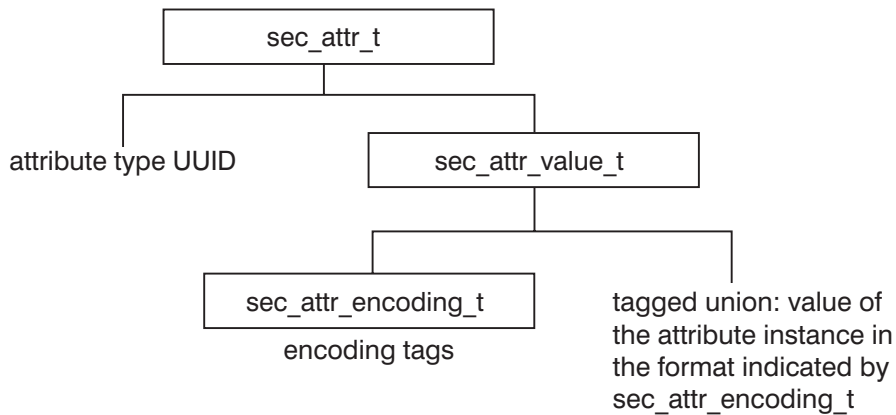 sec_attr_t
attribute type UUID
sec_attr_value_t
sec_attr_encoding_t
encoding tags
tagged union: value of
the attribute instance in
the format indicated by
sec_attr_encoding_t